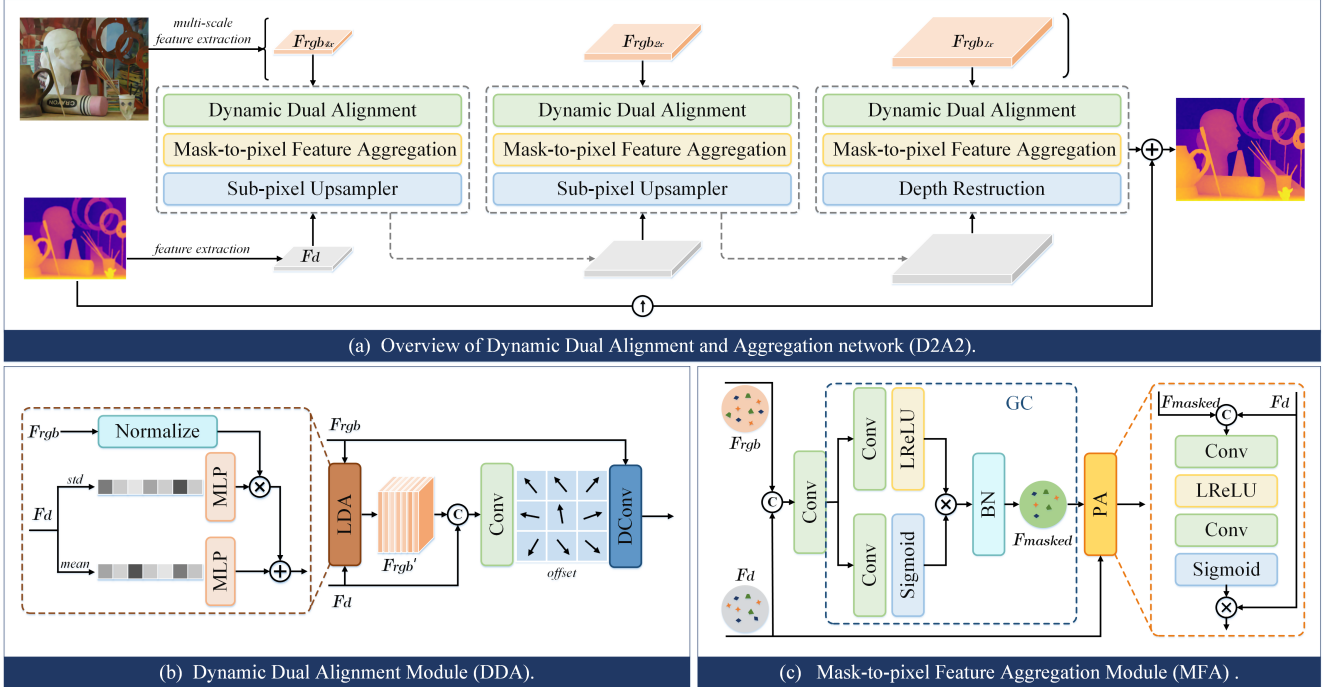 multi-scale
feature extraction
Frgb4x
Frgb2x
Frgb1x
CRAYON
Dynamic Dual Alignment
Mask-to-pixel Feature Aggregation
Sub-pixel Upsampler
Dynamic Dual Alignment
Mask-to-pixel Feature Aggregation
Sub-pixel Upsampler
Dynamic Dual Alignment
Mask-to-pixel Feature Aggregation
Depth Restruction
feature extraction
Fd
(a) Overview of Dynamic Dual Alignment and Aggregation network (D2A2).
Frgb
Normalize
std
MLP
Fd
mean
MLP
Frgb
LDA
Frgb'
Fd
C
Conv
offset
DConv
(b) Dynamic Dual Alignment Module (DDA).
Frgb
Fd
C
Conv
GC
Conv
LReLU
Conv
Sigmoid
BN
Fmasked
PA
Fmasked
Fd
C
Conv
LReLU
Conv
Sigmoid
(c) Mask-to-pixel Feature Aggregation Module (MFA) .